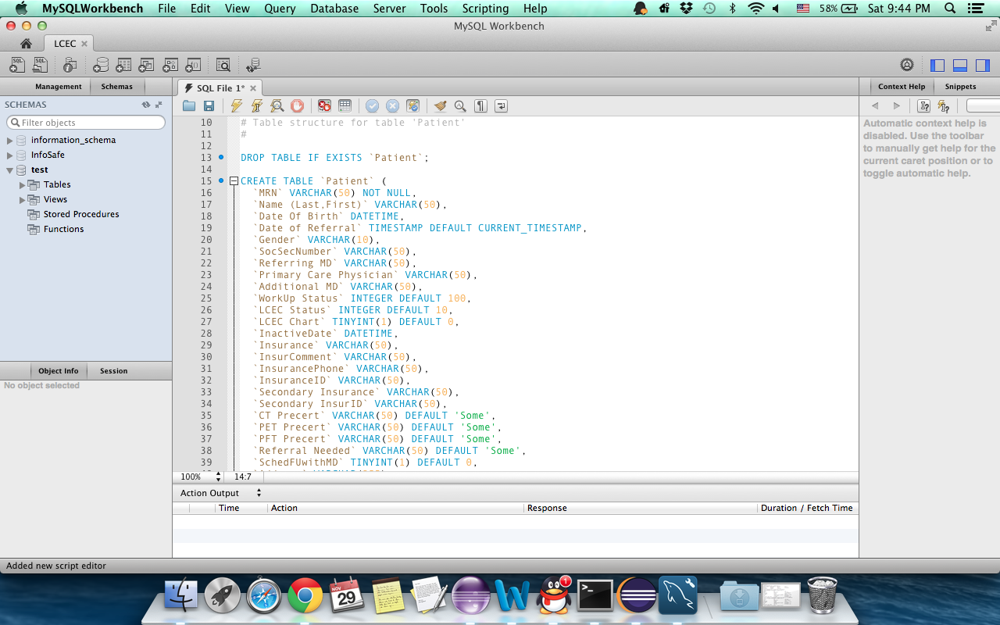 MySQLWorkbench File Edit View Query Database Server Tools Scripting Help 58% Sat 9:44 PM
MySQL Workbench
LCEC
SQL SQL
Management Schemas
SQL File 1*
Context Help Snippets
SCHEMAS
Filter objects
information_schema
InfoSafe
test
Tables
Views
Stored Procedures
Functions
Object Info Session
No object selected
10 # Table structure for table 'Patient'
11 #
12
13 DROP TABLE IF EXISTS `Patient`;
14
15 CREATE TABLE `Patient` (
16 `MRN` VARCHAR(50) NOT NULL,
17 `Name (Last,First)` VARCHAR(50),
18 `Date Of Birth` DATETIME,
19 `Date of Referral` TIMESTAMP DEFAULT CURRENT_TIMESTAMP,
20 `Gender` VARCHAR(10),
21 `SocSecNumber` VARCHAR(50),
22 `Referring MD` VARCHAR(50),
23 `Primary Care Physician` VARCHAR(50),
24 `Additional MD` VARCHAR(50),
25 `WorkUp Status` INTEGER DEFAULT 100,
26 `LCEC Status` INTEGER DEFAULT 10,
27 `LCEC Chart` TINYINT(1) DEFAULT 0,
28 `InactiveDate` DATETIME,
29 `Insurance` VARCHAR(50),
30 `InsurComment` VARCHAR(50),
31 `InsurancePhone` VARCHAR(50),
32 `InsuranceID` VARCHAR(50),
33 `Secondary Insurance` VARCHAR(50),
34 `Secondary InsurID` VARCHAR(50),
35 `CT Precert` VARCHAR(50) DEFAULT 'Some',
36 `PET Precert` VARCHAR(50) DEFAULT 'Some',
37 `PFT Precert` VARCHAR(50) DEFAULT 'Some',
38 `Referral Needed` VARCHAR(50) DEFAULT 'Some',
39 `SchedFUwithMD` TINYINT(1) DEFAULT 0,
100% 14:7
Automatic context help is
disabled. Use the toolbar
to manually get help for the
current caret position or to
toggle automatic help.
Action Output
Time Action Response Duration / Fetch Time
Added new script editor
NOV
29
1